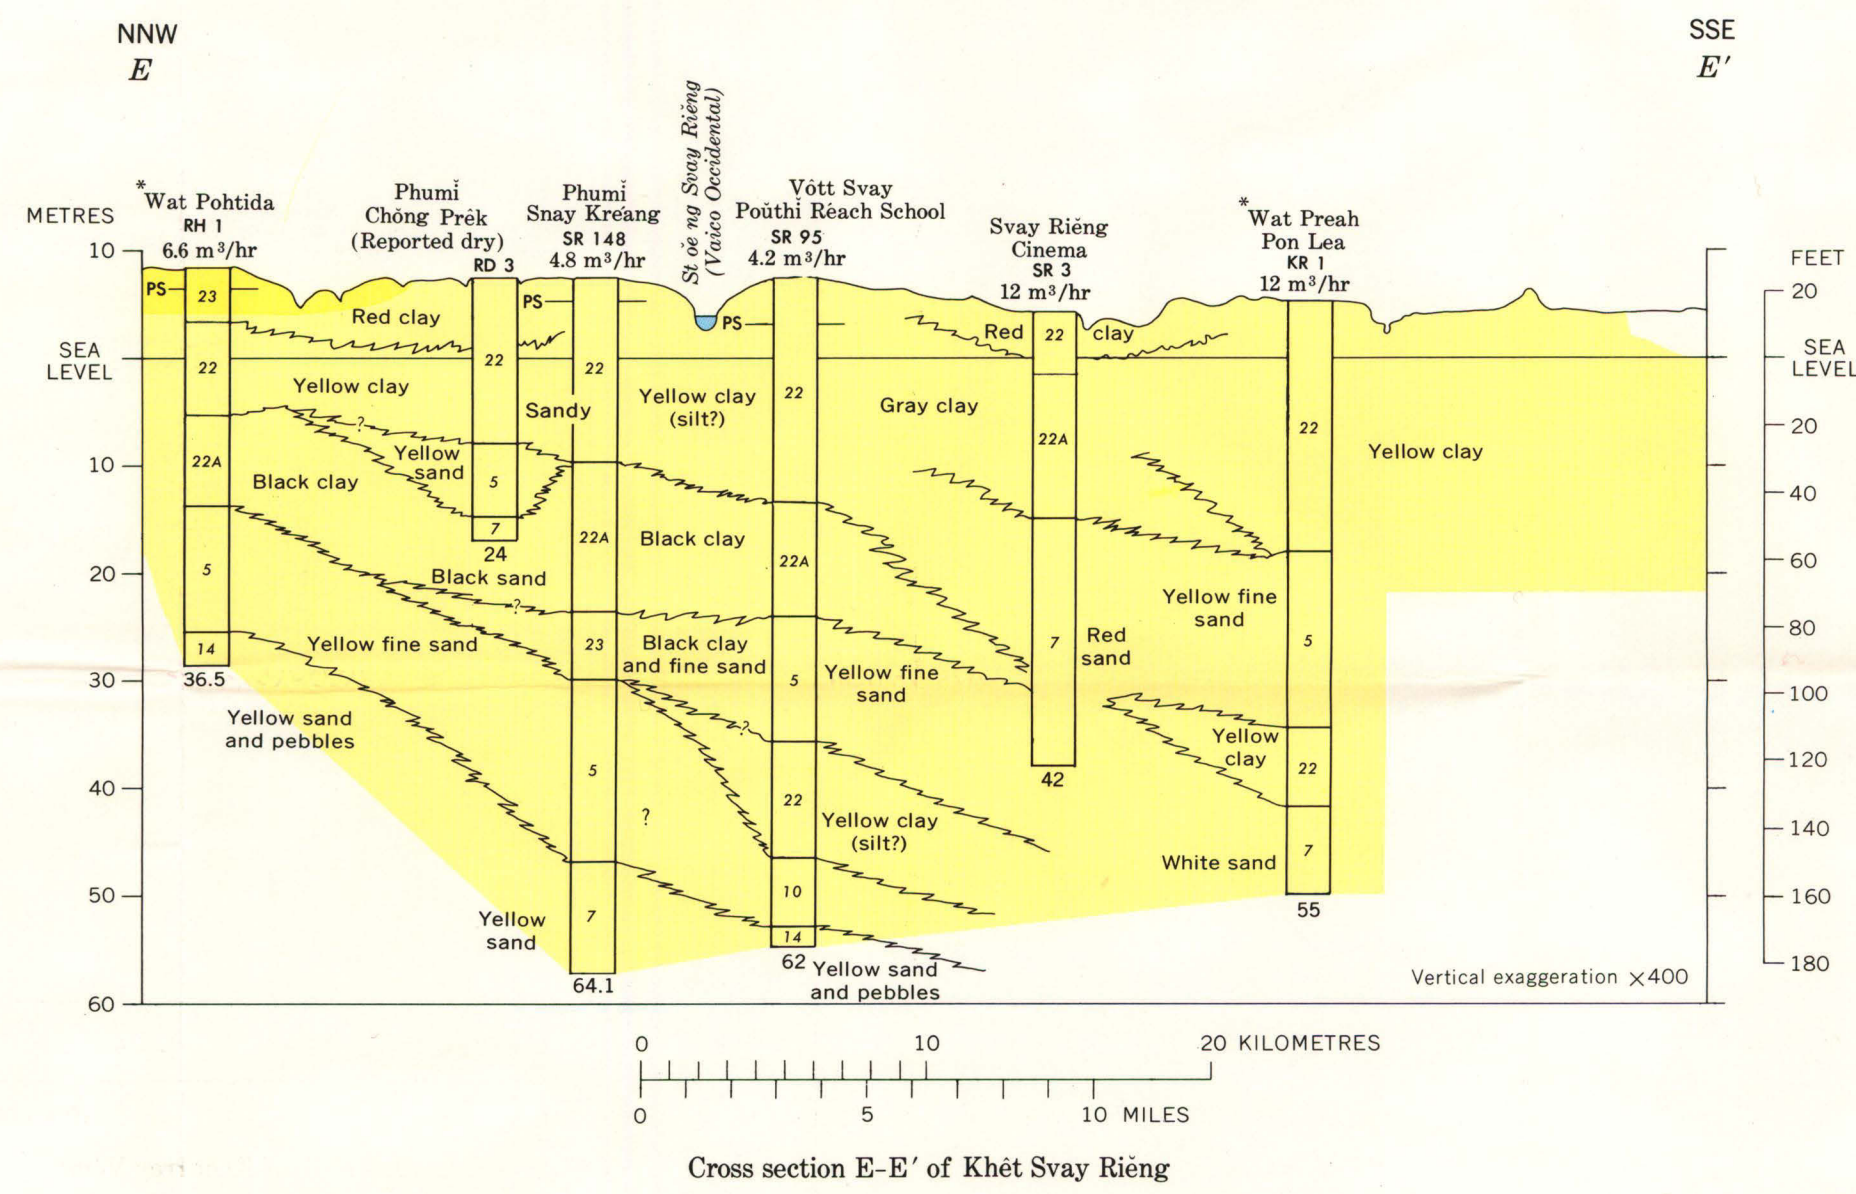 NNW
E
SSE
E′
METRES
10
SEA
LEVEL
10
20
30
40
50
60
FEET
20
SEA
LEVEL
20
40
60
80
100
120
140
160
180
*Wat Pohtida
RH 1
6.6 m³/hr
Phumĭ
Chŏng Prêk
(Reported dry)
RD 3
Phumĭ
Snay Kreăng
SR 148
4.8 m³/hr
Stŏeng Svay Riĕng
(Vaico Occidental)
Vôtt Svay
Poŭthĭ Réach School
SR 95
4.2 m³/hr
Svay Riĕng
Cinema
SR 3
12 m³/hr
*Wat Preah
Pon Lea
KR 1
12 m³/hr
PS
23
22
22A
5
14
36.5
Red clay
Yellow clay
Black clay
Yellow fine sand
Yellow sand
and pebbles
22
5
7
24
Yellow
sand
?
Black sand
?
PS
Sandy
22
22A
23
5
7
64.1
Yellow
sand
PS
Yellow clay
(silt?)
Black clay
Black clay
and fine sand
?
?
22
22A
5
22
10
14
62
Yellow fine
sand
Yellow clay
(silt?)
Yellow sand
and pebbles
Gray clay
Red clay
22
22A
7
42
Red
sand
22
5
22
7
55
Yellow fine
sand
Yellow
clay
White sand
Yellow clay
Vertical exaggeration ×400
0 10 20 KILOMETRES
0 5 10 MILES
Cross section E–E′ of Khêt Svay Riĕng